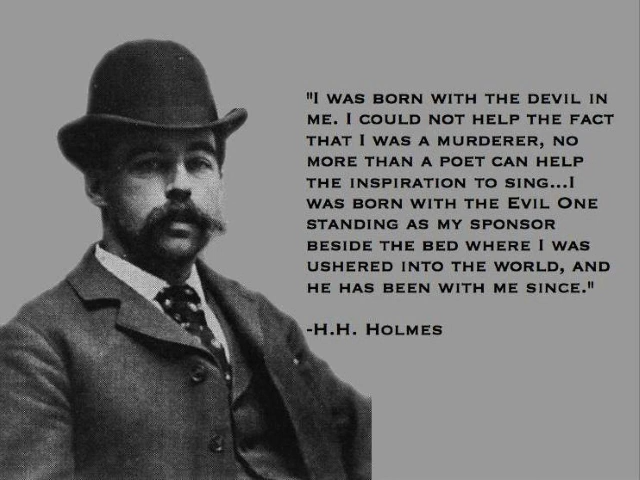 "I WAS BORN WITH THE DEVIL IN
ME. I COULD NOT HELP THE FACT
THAT I WAS A MURDERER, NO
MORE THAN A POET CAN HELP
THE INSPIRATION TO SING...I
WAS BORN WITH THE EVIL ONE
STANDING AS MY SPONSOR
BESIDE THE BED WHERE I WAS
USHERED INTO THE WORLD, AND
HE HAS BEEN WITH ME SINCE."
-H.H. HOLMES